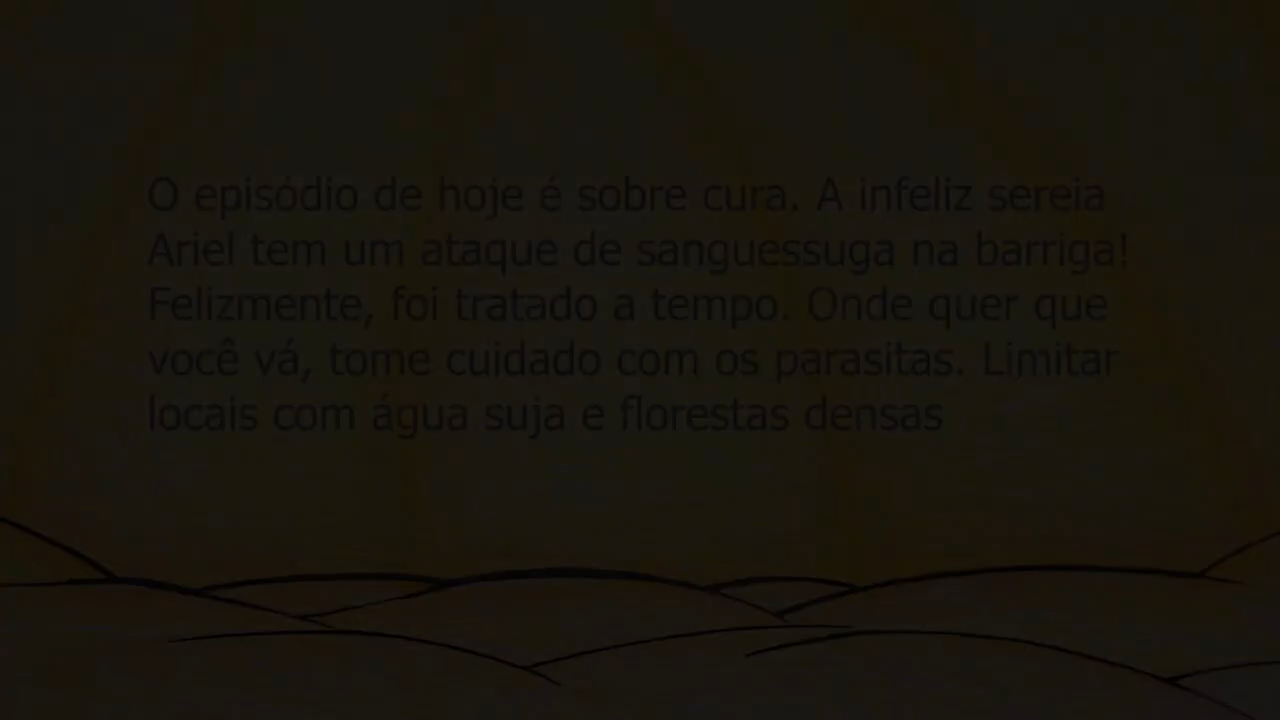 O episódio de hoje é sobre cura. A infeliz sereia
Ariel tem um ataque de sanguessuga na barriga!
Felizmente, foi tratado a tempo. Onde quer que
você vá, tome cuidado com os parasitas. Limitar
locais com água suja e florestas densas